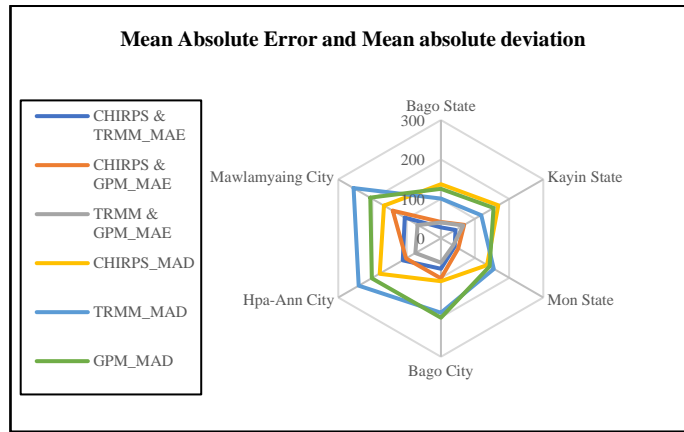 Mean Absolute Error and Mean absolute deviation
CHIRPS &
TRMM_MAE
CHIRPS &
GPM_MAE
TRMM &
GPM_MAE
CHIRPS_MAD
TRMM_MAD
GPM_MAD
Bago State
300
200
100
0
Kayin State
Mon State
Bago City
Hpa-Ann City
Mawlamyaing City